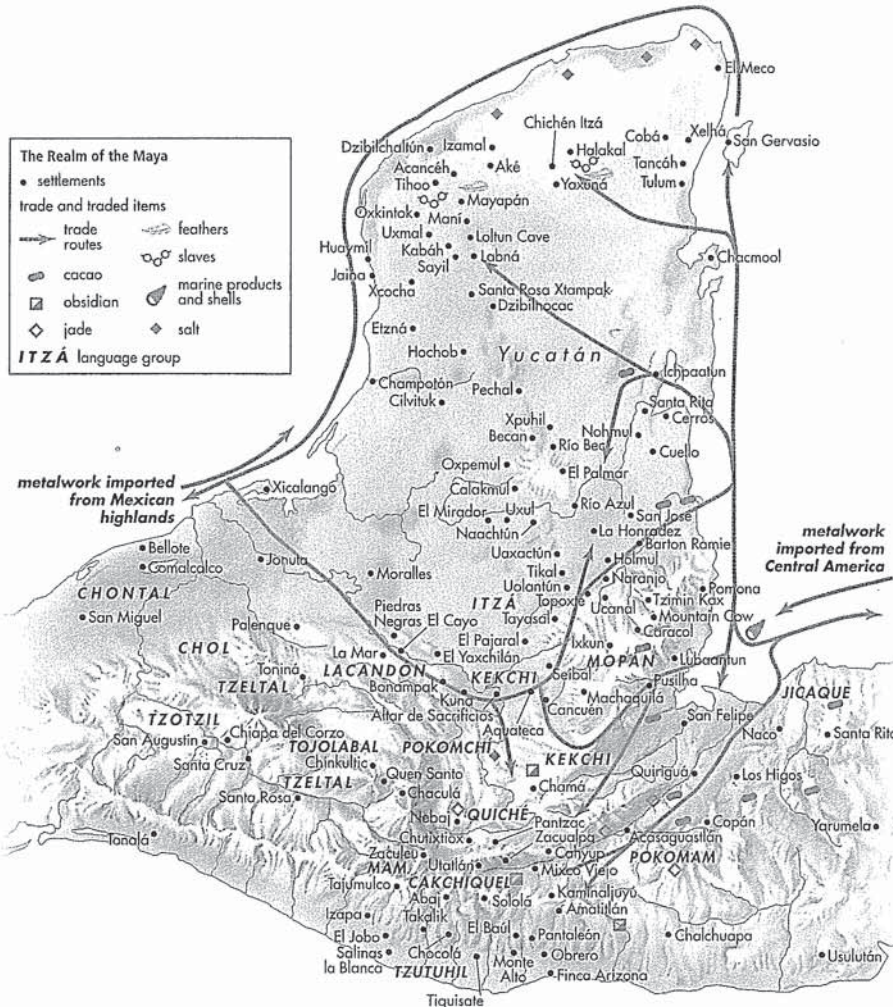 The Realm of the Maya
settlements
trade and traded items
trade
routes
feathers
slaves
cacao
obsidian
marine products
and shells
jade
salt
ITZÁ language group
El Meco
Chichén Itzá
Cobá
Xelhá
San Gervasio
Dzibilchaltún
Izamal
Halakal
Acancéh
Aké
Tancáh
Tihoo
Yaxuná
Tulum
Mayapán
Oxkintok
Maní
Uxmal
Loltun Cave
Huaymil
Kabáh
Labná
Chacmool
Sayil
Jaina
Xcocha
Santa Rosa Xtampak
Dzibilnocac
Etzná
Hochob
Yucatán
Ichpaatun
Champotón
Pechal
Santa Rita
Cilvituk
Cerros
Xpuhil
Nohmul
Becan
Río Bec
Cuello
Oxpemul
El Palmar
metalwork imported
from Mexican
highlands
Xicalango
Calakmul
Río Azul
San José
El Mirador
Uxul
La Honradez
Naachtún
Barton Ramie
metalwork
imported from
Central America
Bellote
Uaxactún
Holmul
Comalcalco
Jonuta
Moralles
Tikal
Naranjo
Pomona
CHONTAL
Uolantún
ITZÁ
Topoxté
Ucanal
Tzimin Kax
San Miguel
Piedras
Negras
El Cayo
Tayasal
Mountain Cow
Palenque
Caracol
CHOL
El Pajaral
Ixkun
La Mar
El Yaxchilán
MOPÁN
Lubaantun
Toniná
LACANDÓN
KEKCHI
Seibal
TZELTAL
Bonampak
Pusilha
JICAQUE
Kuna
Machaquilá
Altar de Sacrificios
Cancuén
TZOTZIL
Aquateca
San Felipe
Chiapa del Corzo
San Augustín
TOJOLABAL
POKOMCHI
Naco
Santa Rita
Chinkultic
KEKCHI
Santa Cruz
Quen Santo
Quiriguá
Los Higos
TZELTAL
Chaculá
Chamá
Santa Rosa
QUICHÉ
Nebaj
Pantzac
Copán
Chutixtiox
Zacualpa
Acasaguastlán
Yarumela
Tonalá
Zaculeu
Cahyup
POKOMAM
MAM
Utatlán
Mixco Viejo
Tajumulco
CAKCHIQUEL
Kaminaljuyú
Abaj
Takalik
Sololá
Amatitlán
Izapa
El Baúl
Pantaleón
Chalchuapa
El Jobo
Salinas
la Blanca
Chocolá
Monte
Alto
Obrero
Usulután
TZUTUHIL
Finca Arizona
Tiquisate